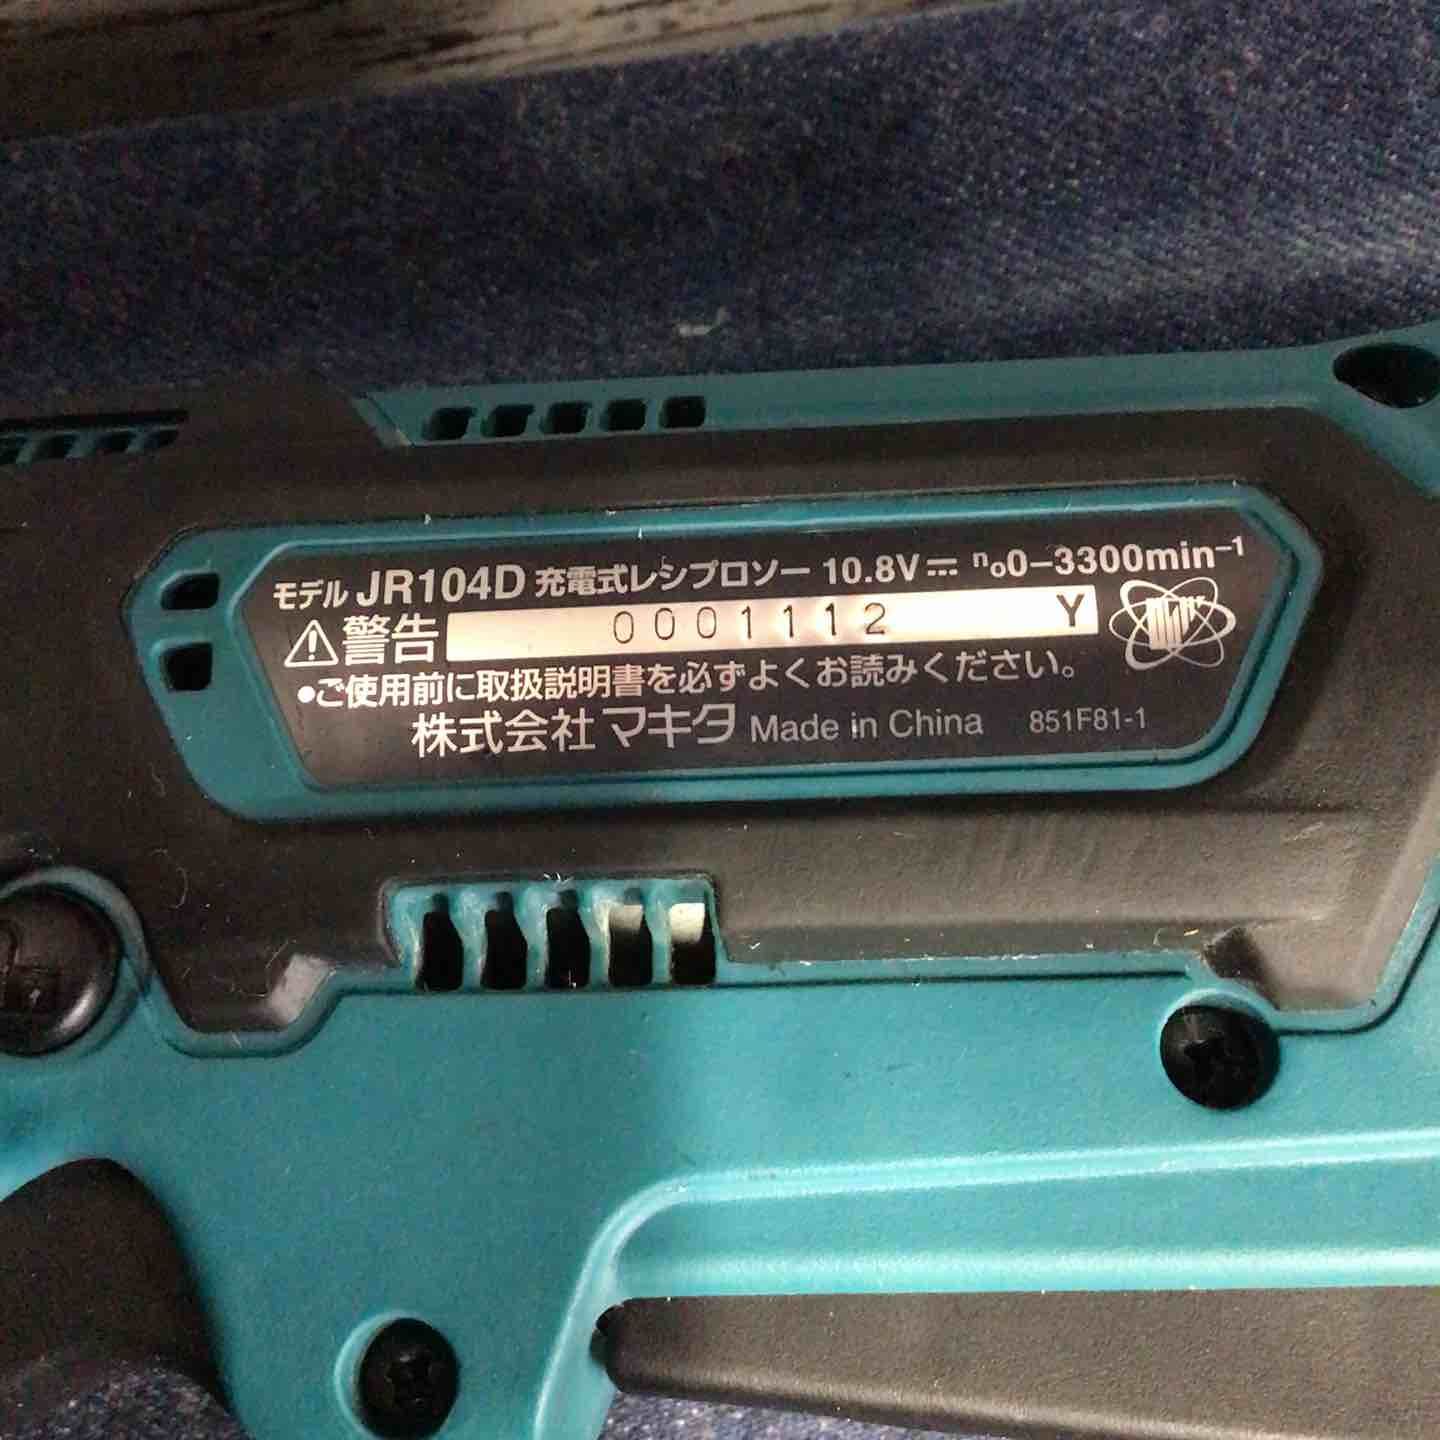 モデル JR104D 充電式レシプロソー 10.8V⎓ n₀0-3300min⁻¹
⚠警告 0001112 Y
●ご使用前に取扱説明書を必ずよくお読みください。
株式会社マキタ Made in China 851F81-1